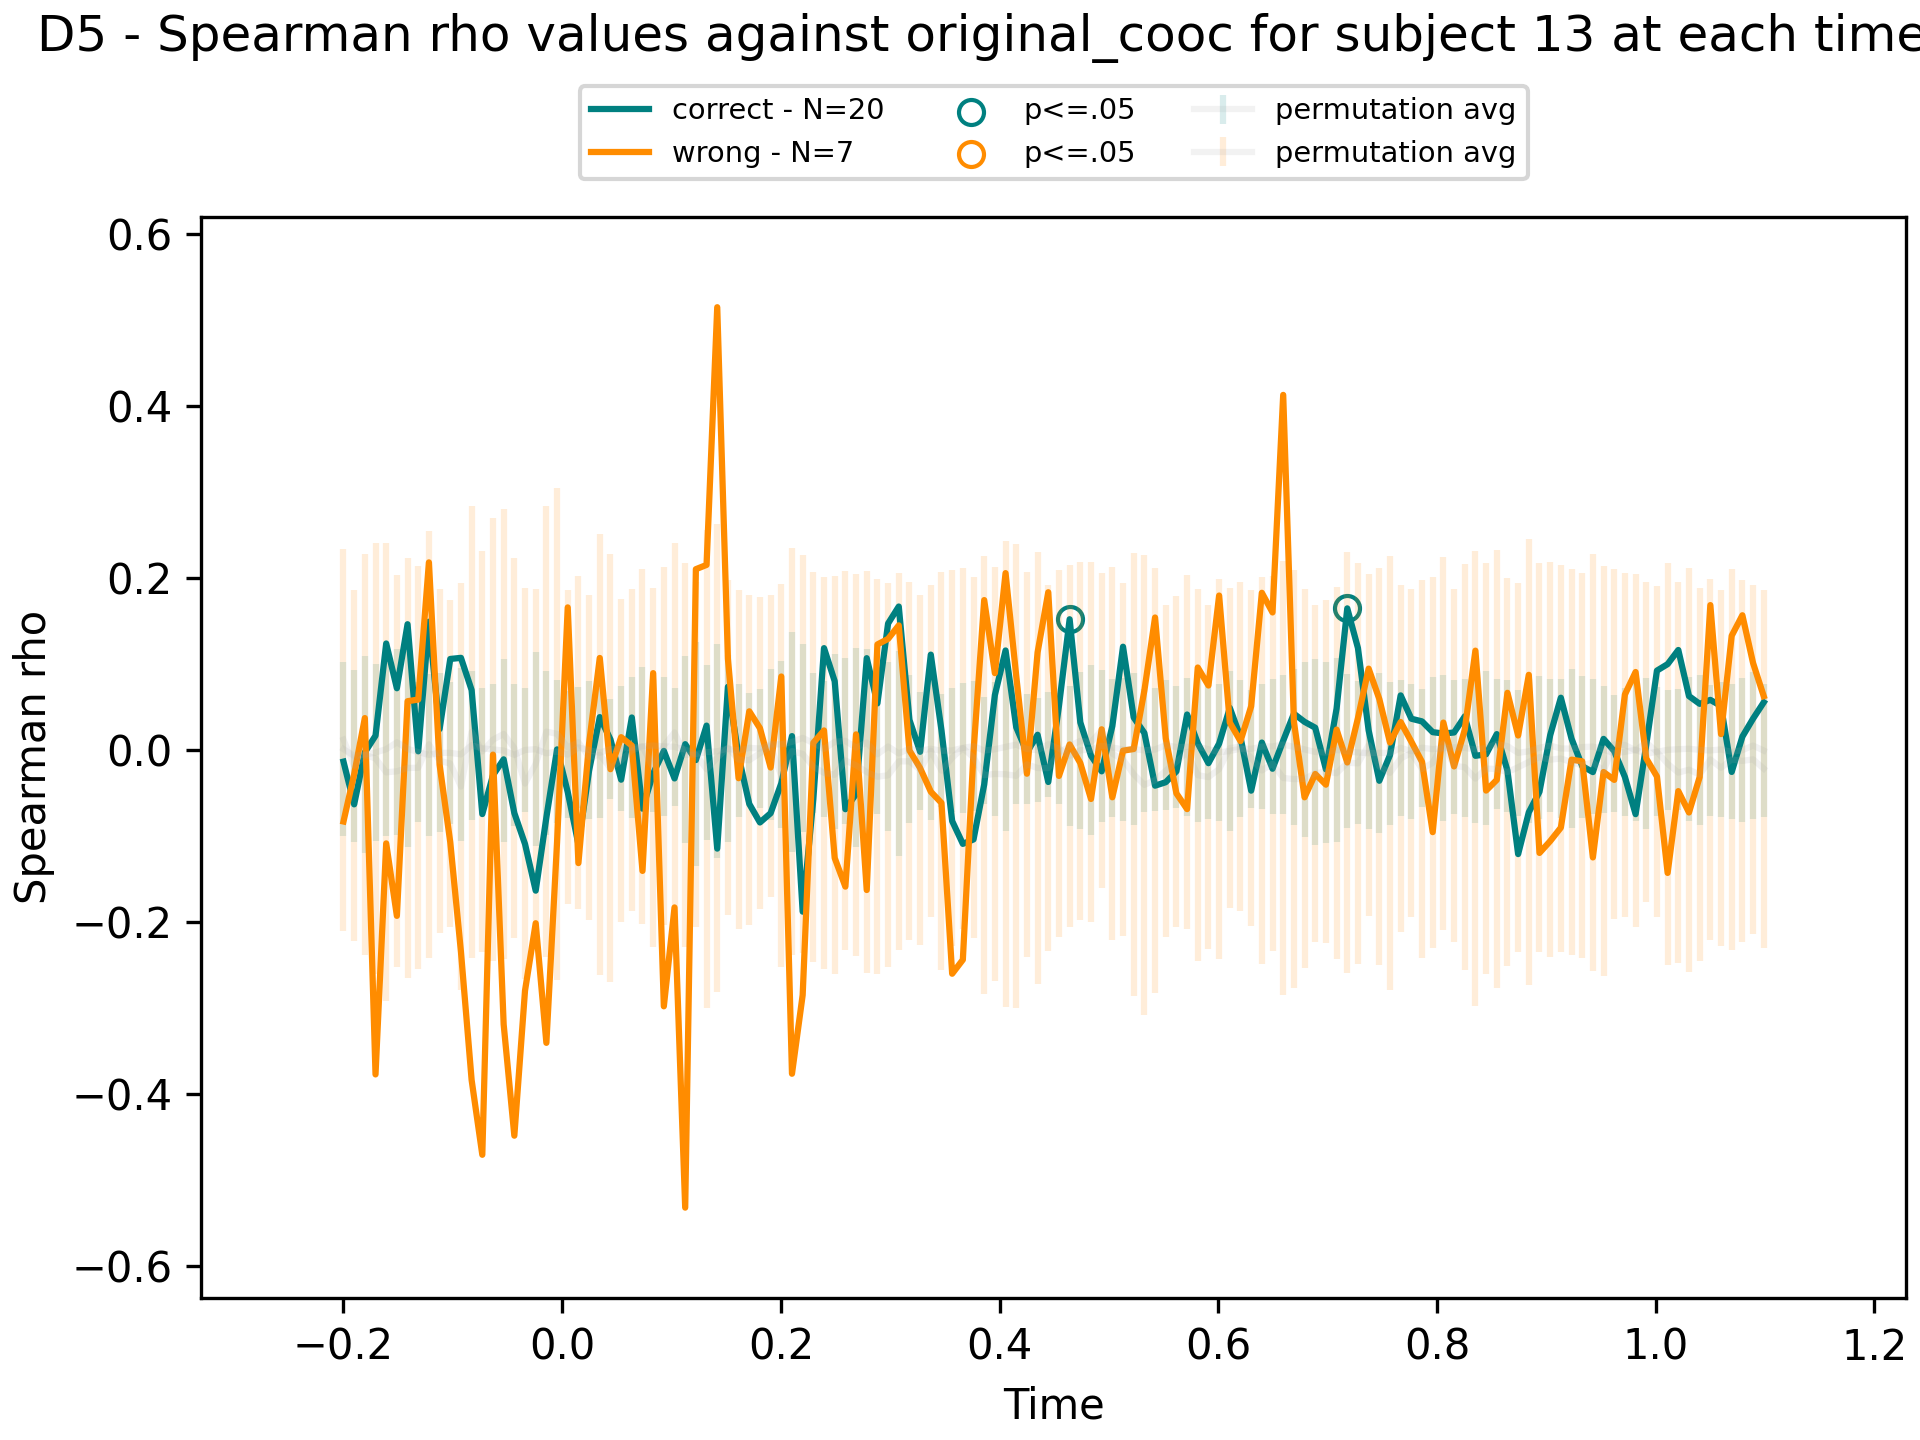 D5 - Spearman rho values against original_cooc for subject 13 at each time
correct - N=20
wrong - N=7
p<=.05
p<=.05
permutation avg
permutation avg
Spearman rho
0.6
0.4
0.2
0.0
−0.2
−0.4
−0.6
−0.2 0.0 0.2 0.4 0.6 0.8 1.0 1.2
Time